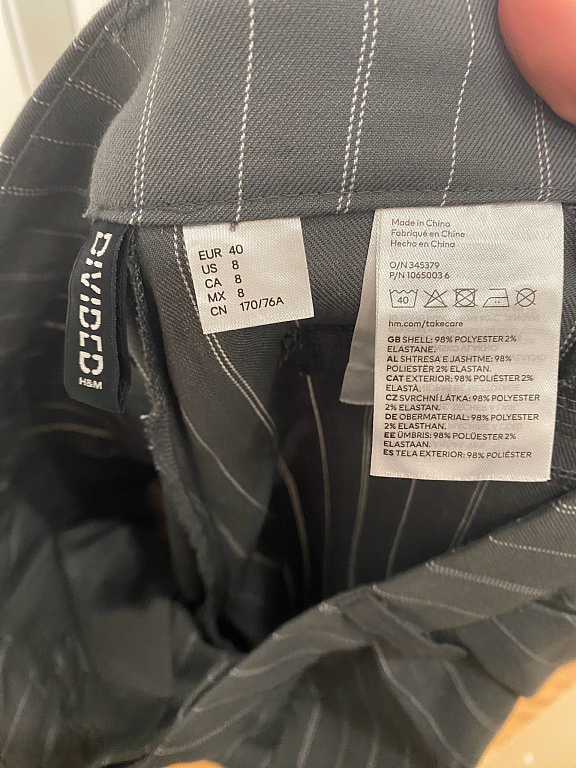 DIVIDED
H&M
EUR 40
US 8
CA 8
MX 8
CN 170/76A
Made in China
Fabriqué en Chine
Hecho en China
O/N 345379
P/N 1065003 6
40
hm.com/takecare
GB SHELL: 98% POLYESTER 2%
ELASTANE.
AL SHTRESA E JASHTME: 98%
POLIESTËR 2% ELASTAN.
CAT EXTERIOR: 98% POLIÈSTER 2%
ELASTÀ.
CZ SVRCHNÍ LÁTKA: 98% POLYESTER
2% ELASTAN.
DE OBERMATERIAL: 98% POLYESTER
2% ELASTHAN.
EE ÜMBRIS: 98% POLÜESTER 2%
ELASTAAN.
ES TELA EXTERIOR: 98% POLIÉSTER